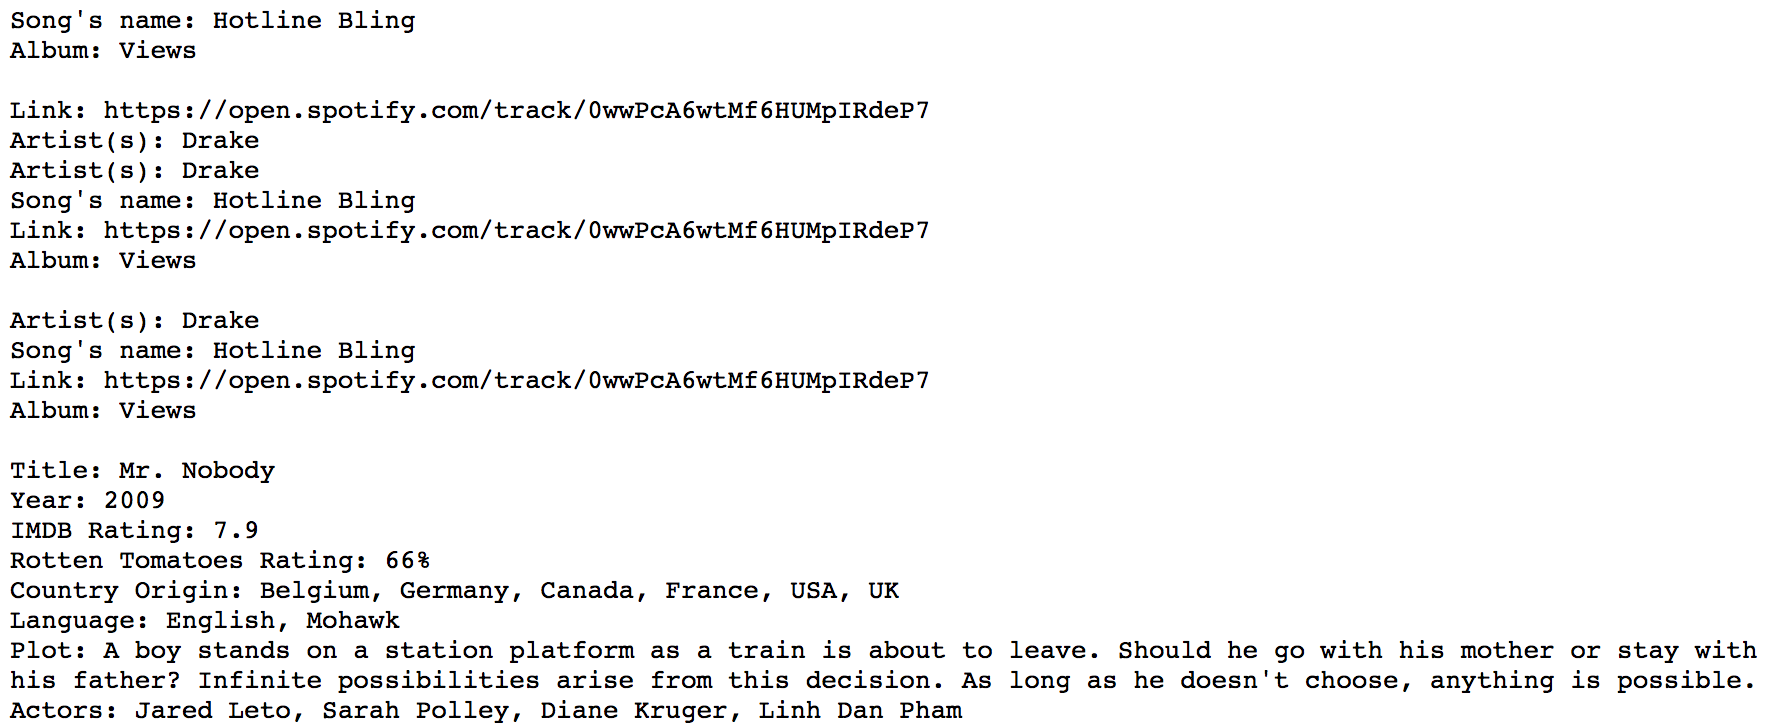 Song's name: Hotline Bling
Album: Views
Link: https://open.spotify.com/track/0wwPcA6wtMf6HUMpIRdeP7
Artist(s): Drake
Artist(s): Drake
Song's name: Hotline Bling
Link: https://open.spotify.com/track/0wwPcA6wtMf6HUMpIRdeP7
Album: Views
Artist(s): Drake
Song's name: Hotline Bling
Link: https://open.spotify.com/track/0wwPcA6wtMf6HUMpIRdeP7
Album: Views
Title: Mr. Nobody
Year: 2009
IMDB Rating: 7.9
Rotten Tomatoes Rating: 66%
Country Origin: Belgium, Germany, Canada, France, USA, UK
Language: English, Mohawk
Plot: A boy stands on a station platform as a train is about to leave. Should he go with his mother or stay with
his father? Infinite possibilities arise from this decision. As long as he doesn't choose, anything is possible.
Actors: Jared Leto, Sarah Polley, Diane Kruger, Linh Dan Pham